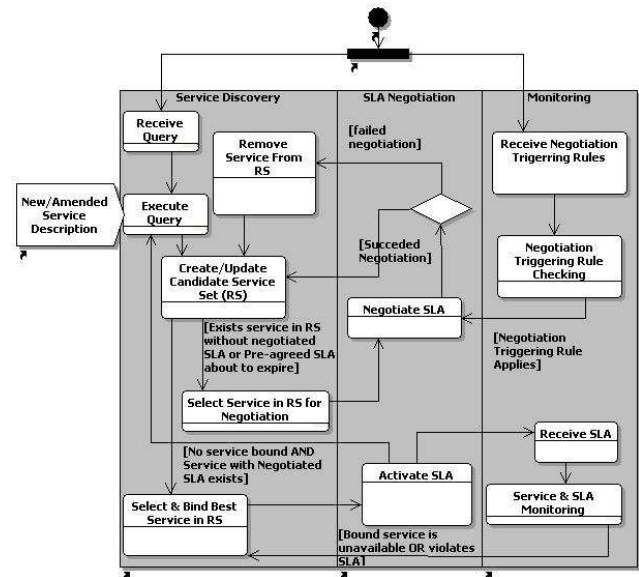 Service Discovery
SLA Negotiation
Monitoring
Receive
Query
Remove
Service From
RS
[failed
negotiation]
Receive Negotiation
Trigerring Rules
New/Amended
Service
Description
Execute
Query
[Succeded
Negotiation]
Negotiation
Triggering Rule
Checking
Create/Update
Candidate Service
Set (RS)
Negotiate SLA
[Exists service in RS
without negotiated
SLA or Pre-agreed SLA
about to expire]
[Negotiation
Triggering Rule
Applies]
Select Service in RS for
Negotiation
Receive SLA
[No service bound AND
Service with Negotiated
SLA exists]
Activate SLA
Select & Bind Best
Service in RS
Service & SLA
Monitoring
[Bound service is
unavailable OR violates
SLA]